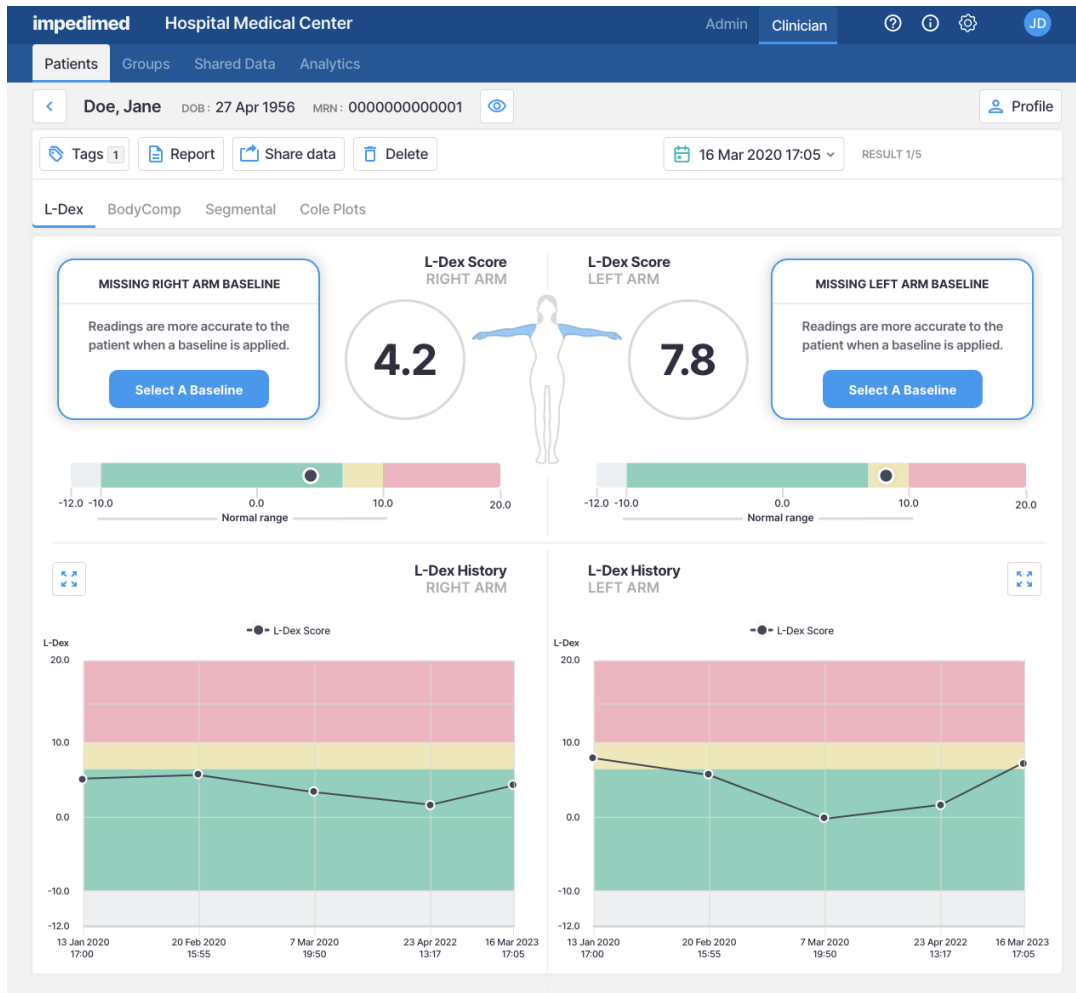 impedimed Hospital Medical Center Admin Clinician JD
Patients Groups Shared Data Analytics
Doe, Jane DOB : 27 Apr 1956 MRN : 0000000000001 Profile
Tags 1 Report Share data Delete 16 Mar 2020 17:05 RESULT 1/5
L-Dex BodyComp Segmental Cole Plots
MISSING RIGHT ARM BASELINE
Readings are more accurate to the
patient when a baseline is applied.
Select A Baseline
L-Dex Score
RIGHT ARM
4.2
L-Dex Score
LEFT ARM
7.8
MISSING LEFT ARM BASELINE
Readings are more accurate to the
patient when a baseline is applied.
Select A Baseline
-12.0 -10.0 0.0 10.0 20.0
Normal range
-12.0 -10.0 0.0 10.0 20.0
Normal range
L-Dex History
RIGHT ARM
L-Dex Score
L-Dex
20.0
10.0
0.0
-10.0
-12.0
13 Jan 2020 20 Feb 2020 7 Mar 2020 23 Apr 2022 16 Mar 2023
17:00 15:55 19:50 13:17 17:05
L-Dex History
LEFT ARM
L-Dex Score
L-Dex
20.0
10.0
0.0
-10.0
-12.0
13 Jan 2020 20 Feb 2020 7 Mar 2020 23 Apr 2022 16 Mar 2023
17:00 15:55 19:50 13:17 17:05